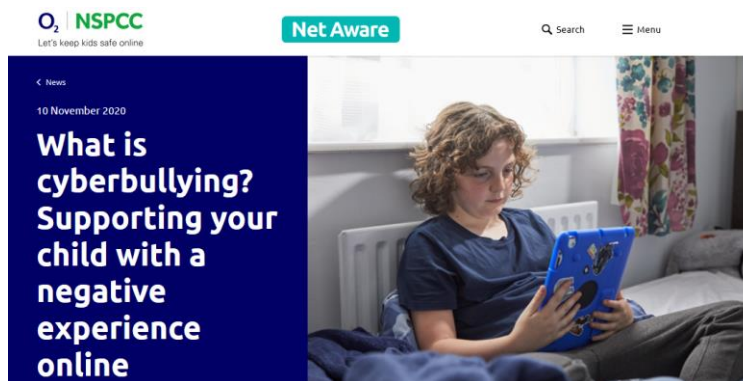 O2 NSPCC
Let's keep kids safe online
Net Aware
Search
Menu
News
10 November 2020
What is
cyberbullying?
Supporting your
child with a
negative
experience
online